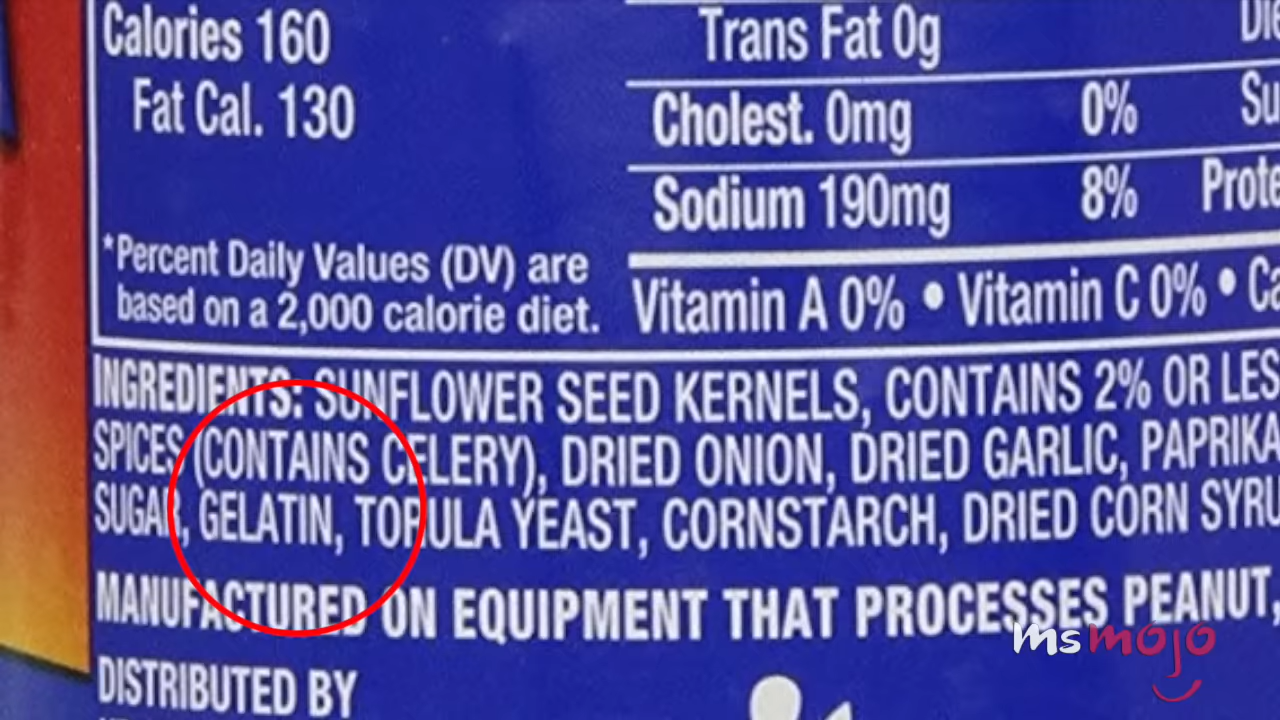 Calories 160
Fat Cal. 130
*Percent Daily Values (DV) are
based on a 2,000 calorie diet.
Trans Fat 0g
Cholest. 0mg 0%
Sodium 190mg 8%
Vitamin A 0% • Vitamin C 0% •
INGREDIENTS: SUNFLOWER SEED KERNELS, CONTAINS 2% OR
SPICES (CONTAINS CELERY), DRIED ONION, DRIED GARLIC, PAPRIKA
SUGAR, GELATIN, TORULA YEAST, CORNSTARCH, DRIED CORN
MANUFACTURED ON EQUIPMENT THAT PROCESSES PEANUT,
DISTRIBUTED BY
msmojo